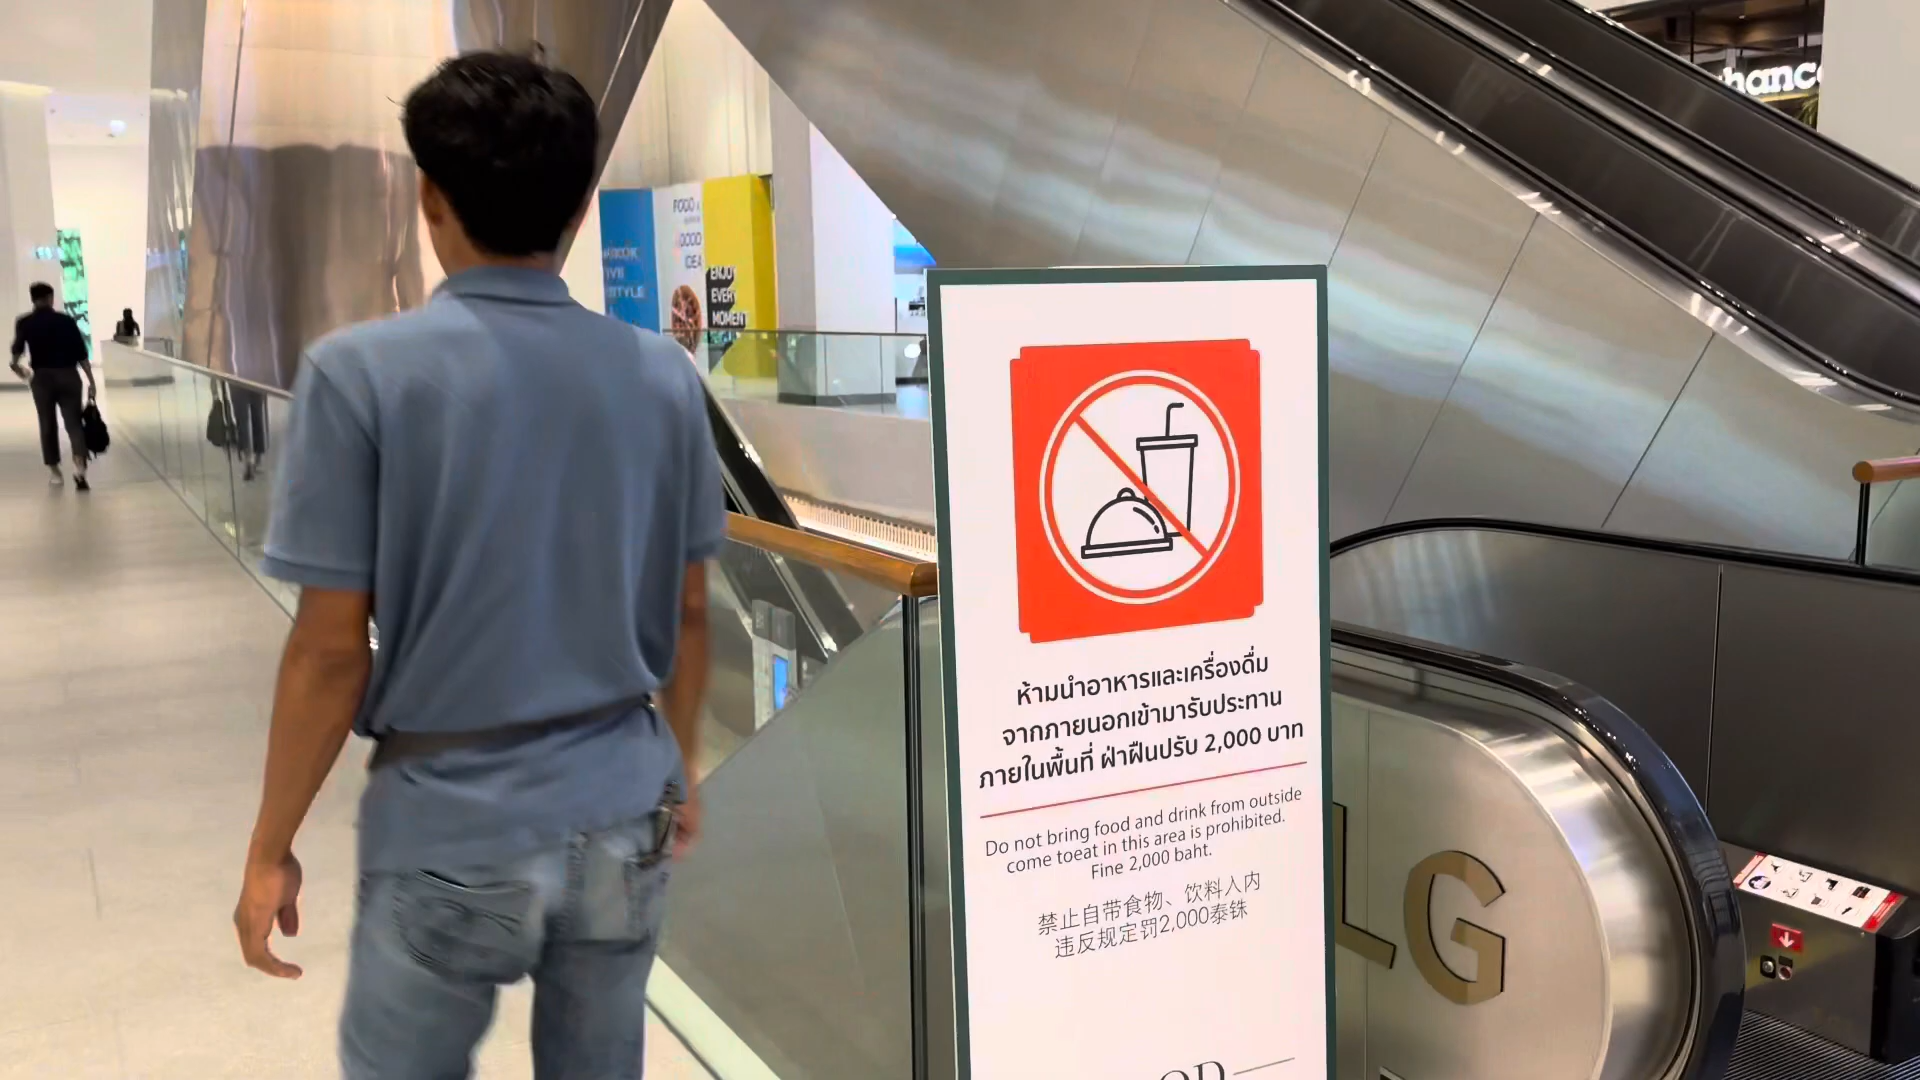 FOOD
GOOD
IDEA
ENJOY
EVERY
MOMENT
ห้ามนำอาหารและเครื่องดื่ม
จากภายนอกเข้ามารับประทาน
ภายในพื้นที่ ฝ่าฝืนปรับ 2,000 บาท
Do not bring food and drink from outside
come toeat in this area is prohibited.
Fine 2,000 baht.
禁止自带食物、饮料入内
违反规定罚2,000泰铢
LG